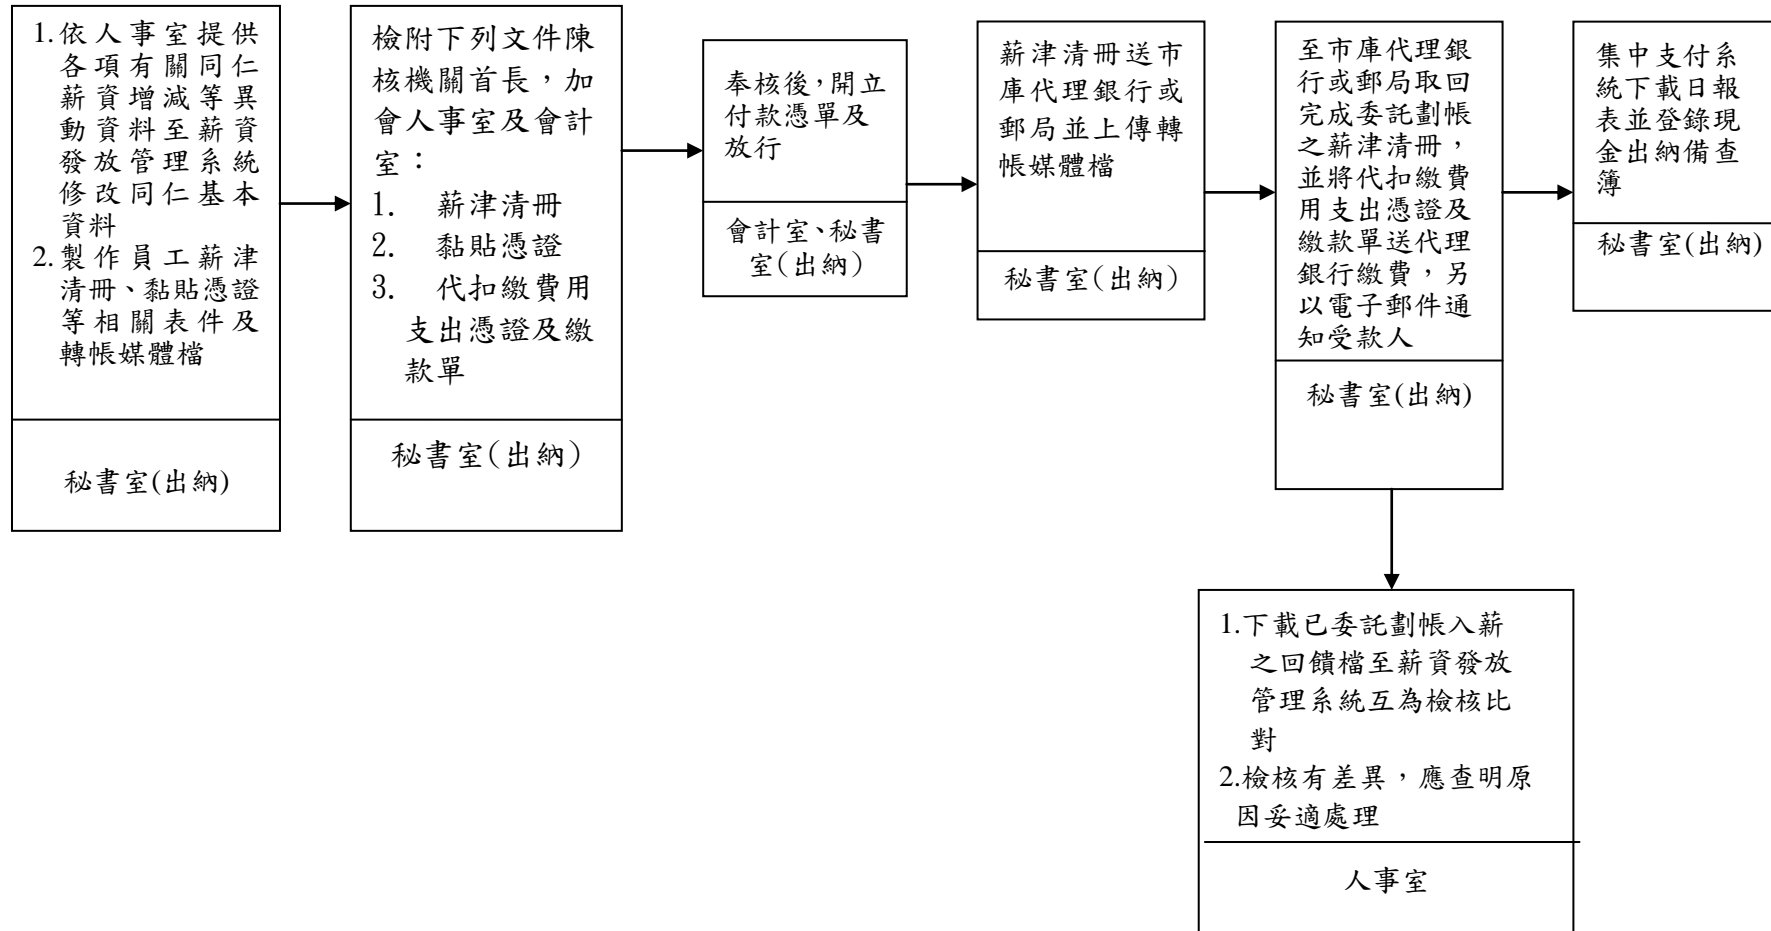 1.依人事室提供
各項有關同仁
薪資增減等異
動資料至薪資
發放管理系統
修改同仁基本
資料
2.製作員工薪津
清冊、黏貼憑證
等相關表件及
轉帳媒體檔
秘書室(出納)
檢附下列文件陳
核機關首長，加
會人事室及會計
室：
1. 薪津清冊
2. 黏貼憑證
3. 代扣繳費用
支出憑證及繳
款單
秘書室(出納)
奉核後，開立
付款憑單及
放行
會計室、秘書
室(出納)
薪津清冊送市
庫代理銀行或
郵局並上傳轉
帳媒體檔
秘書室(出納)
至市庫代理銀
行或郵局取回
完成委託劃帳
之薪津清冊，
並將代扣繳費
用支出憑證及
繳款單送代理
銀行繳費，另
以電子郵件通
知受款人
秘書室(出納)
集中支付系
統下載日報
表並登錄現
金出納備查
簿
秘書室(出納)
1.下載已委託劃帳入薪
之回饋檔至薪資發放
管理系統互為檢核比
對
2.檢核有差異，應查明原
因妥適處理
人事室